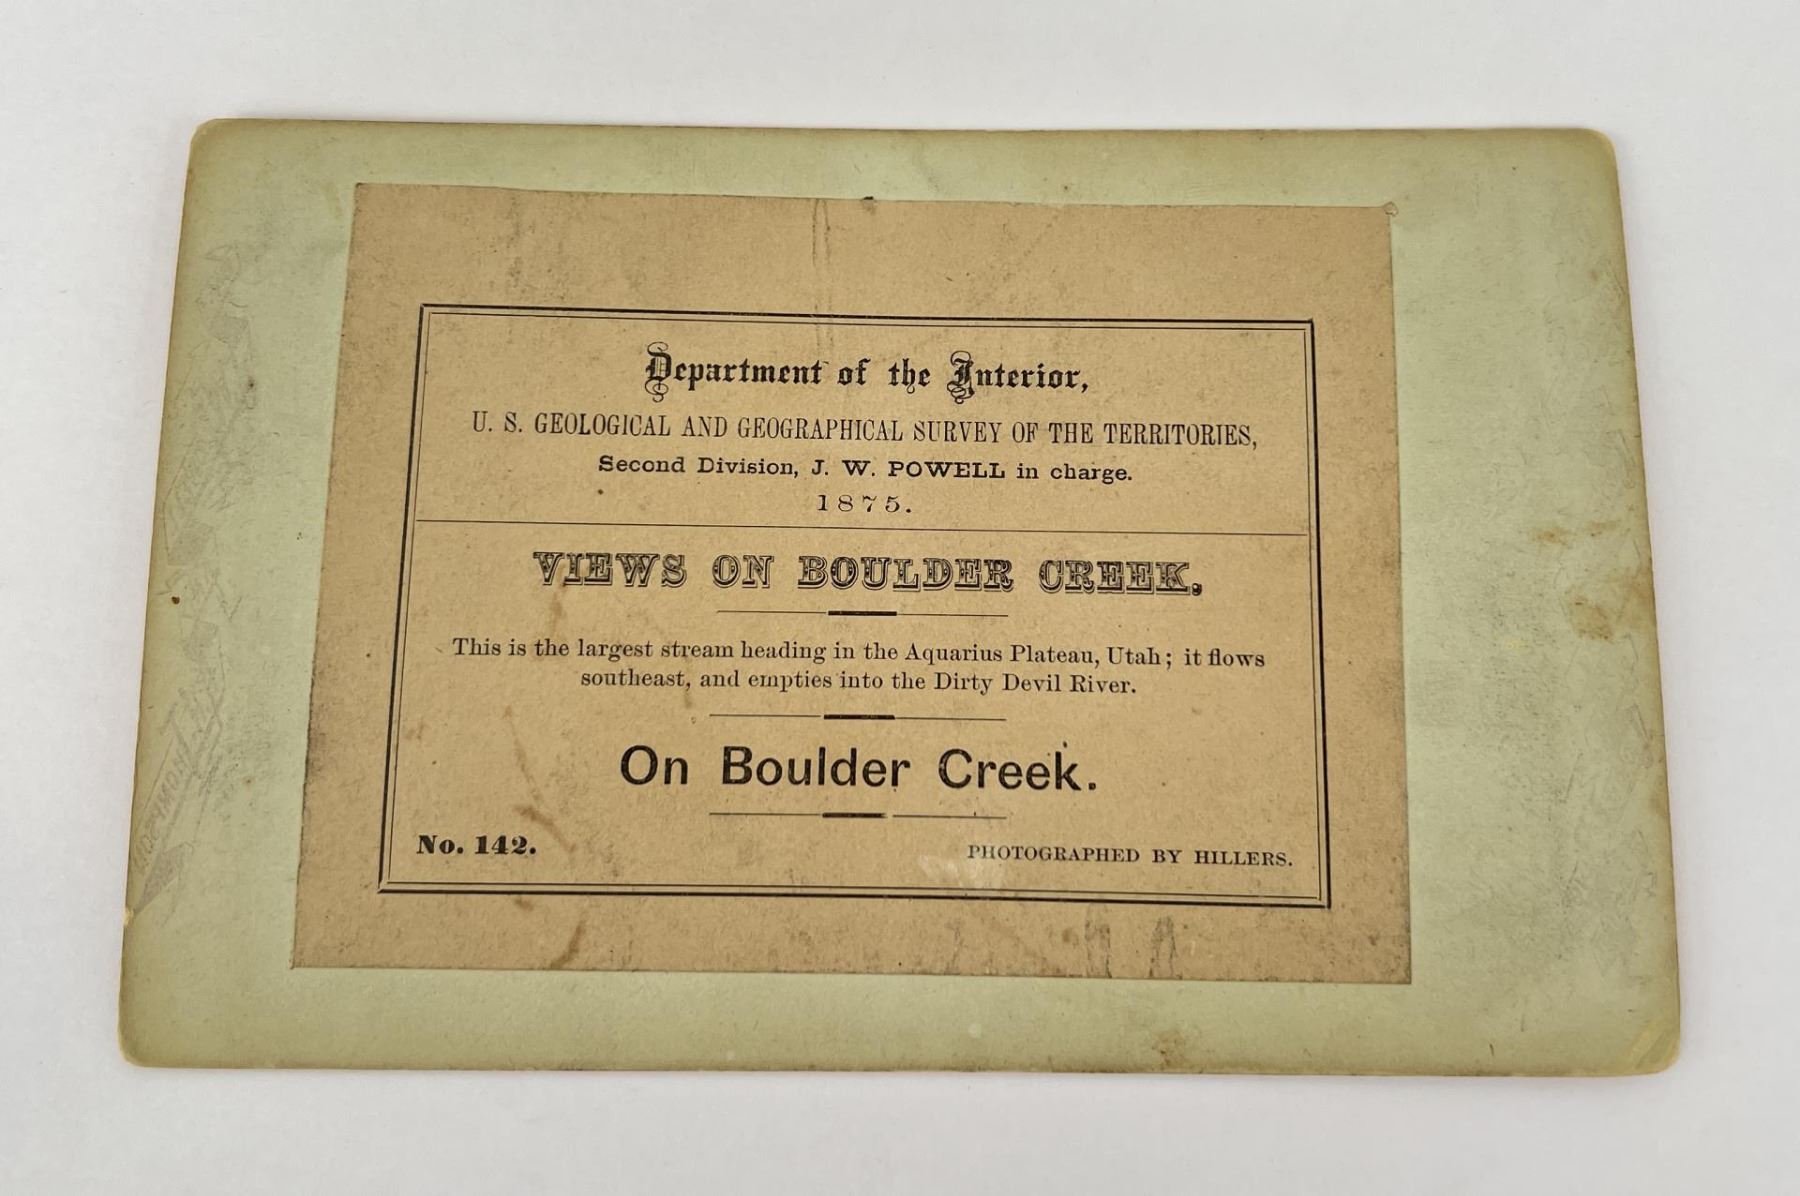 Department of the Interior,
U. S. GEOLOGICAL AND GEOGRAPHICAL SURVEY OF THE TERRITORIES,
Second Division, J. W. POWELL in charge.
1875.
VIEWS ON BOULDER CREEK.
This is the largest stream heading in the Aquarius Plateau, Utah; it flows
southeast, and empties into the Dirty Devil River.
On Boulder Creek.
No. 142.
PHOTOGRAPHED BY HILLERS.